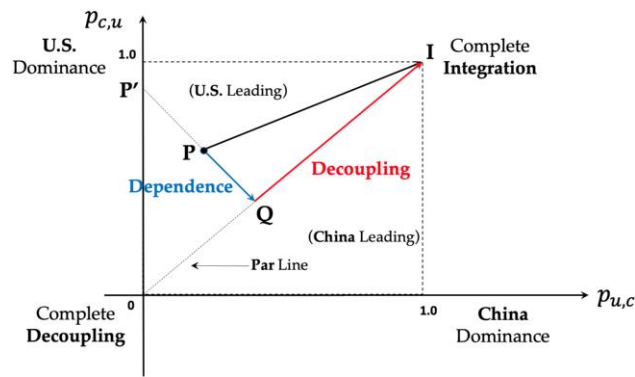 p_{c,u}
U.S.
Dominance
1.0
I
Complete
Integration
P′
(U.S. Leading)
P
Decoupling
Dependence
Q
(China Leading)
Par Line
0
1.0
p_{u,c}
Complete
Decoupling
China
Dominance